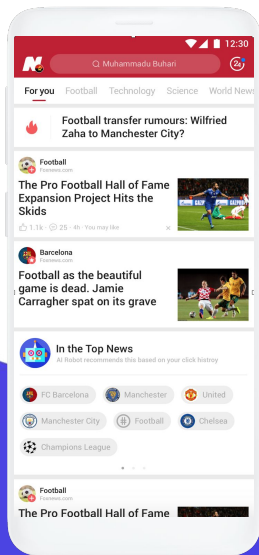 12:30
Muhammadu Buhari
For you Football Technology Science World News
Football transfer rumours: Wilfried
Zaha to Manchester City?
Football
Foxnews.com
The Pro Football Hall of Fame
Expansion Project Hits the
Skids
1.1k 25 · 4h · You may like
Barcelona
Foxnews.com
Football as the beautiful
game is dead. Jamie
Carragher spat on its grave
In the Top News
AI Robot recommends this based on your click histroy
FC Barcelona Manchester United
Manchester City Football Chelsea
Champions League
Football
Foxnews.com
The Pro Football Hall of Fame